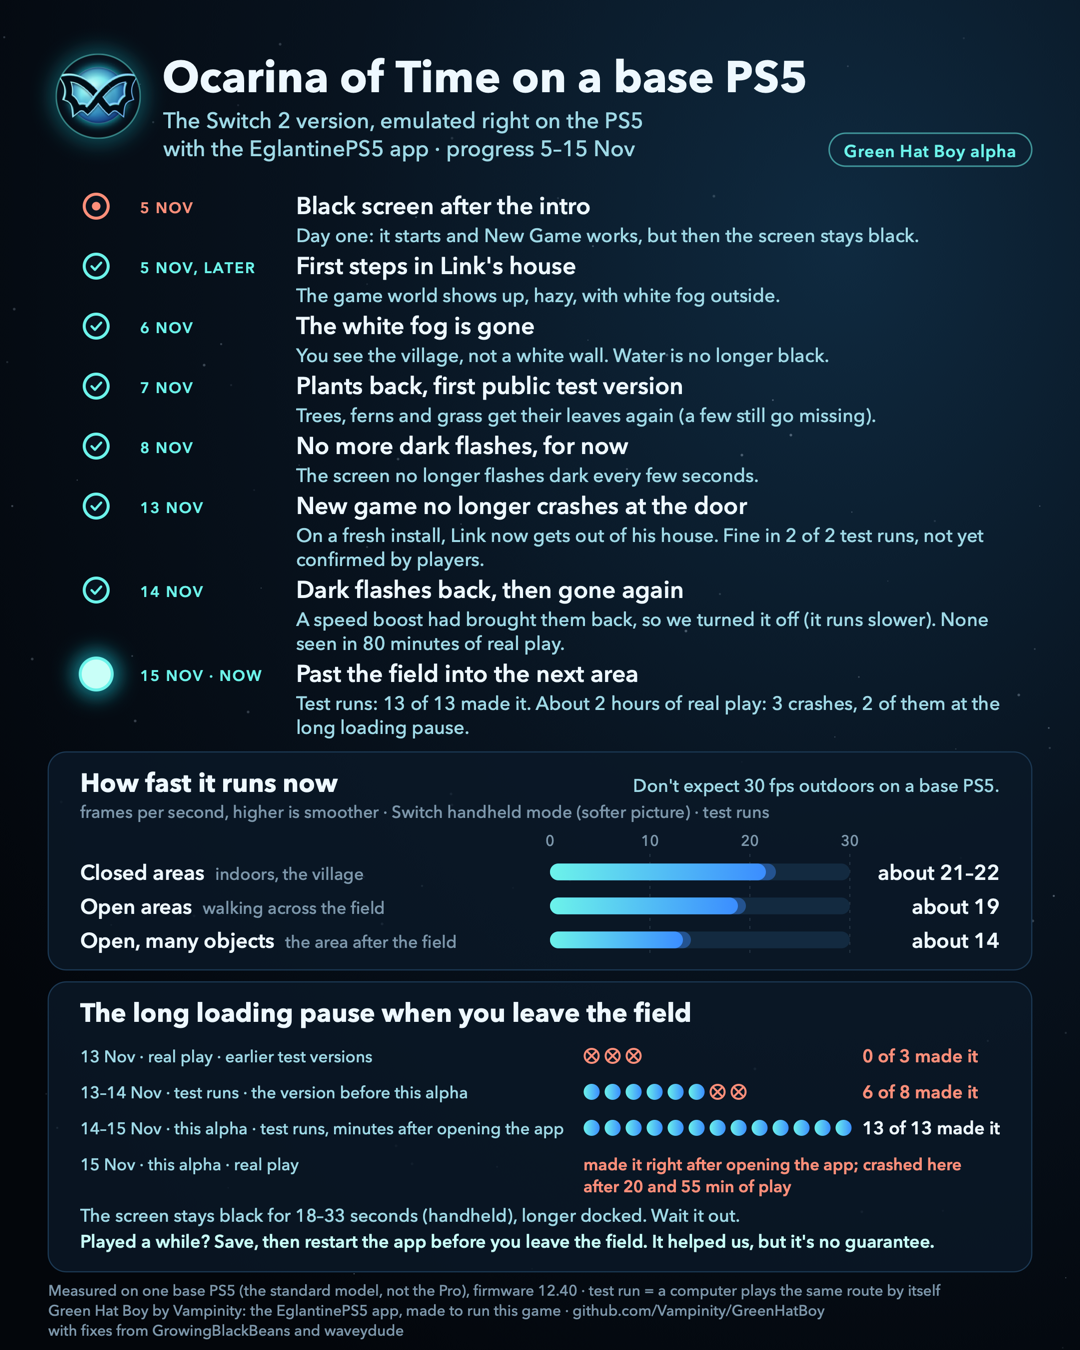 Ocarina of Time on a base PS5
The Switch 2 version, emulated right on the PS5
with the EglantinePS5 app · progress 5–15 Nov
Green Hat Boy alpha
5 NOV
Black screen after the intro
Day one: it starts and New Game works, but then the screen stays black.
5 NOV, LATER
First steps in Link's house
The game world shows up, hazy, with white fog outside.
6 NOV
The white fog is gone
You see the village, not a white wall. Water is no longer black.
7 NOV
Plants back, first public test version
Trees, ferns and grass get their leaves again (a few still go missing).
8 NOV
No more dark flashes, for now
The screen no longer flashes dark every few seconds.
13 NOV
New game no longer crashes at the door
On a fresh install, Link now gets out of his house. Fine in 2 of 2 test runs, not yet
confirmed by players.
14 NOV
Dark flashes back, then gone again
A speed boost had brought them back, so we turned it off (it runs slower). None
seen in 80 minutes of real play.
15 NOV · NOW
Past the field into the next area
Test runs: 13 of 13 made it. About 2 hours of real play: 3 crashes, 2 of them at the
long loading pause.
How fast it runs now
Don't expect 30 fps outdoors on a base PS5.
frames per second, higher is smoother · Switch handheld mode (softer picture) · test runs
0 10 20 30
Closed areas indoors, the village about 21–22
Open areas walking across the field about 19
Open, many objects the area after the field about 14
The long loading pause when you leave the field
13 Nov · real play · earlier test versions 0 of 3 made it
13–14 Nov · test runs · the version before this alpha 6 of 8 made it
14–15 Nov · this alpha · test runs, minutes after opening the app 13 of 13 made it
15 Nov · this alpha · real play made it right after opening the app; crashed here
after 20 and 55 min of play
The screen stays black for 18–33 seconds (handheld), longer docked. Wait it out.
Played a while? Save, then restart the app before you leave the field. It helped us, but it's no guarantee.
Measured on one base PS5 (the standard model, not the Pro), firmware 12.40 · test run = a computer plays the same route by itself
Green Hat Boy by Vampinity: the EglantinePS5 app, made to run this game · github.com/Vampinity/GreenHatBoy
with fixes from GrowingBlackBeans and waveydude